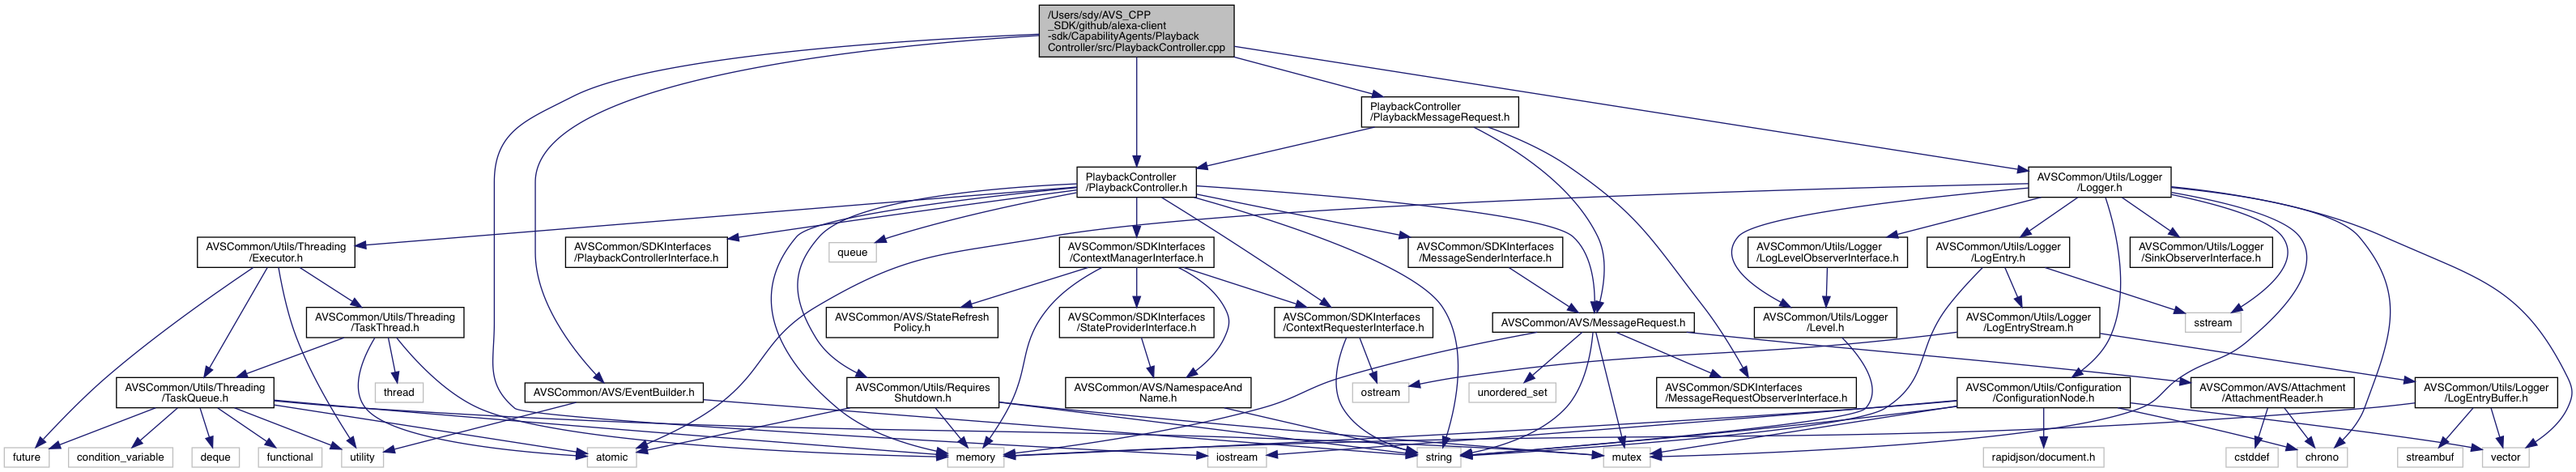 /Users/sdy/AVS_CPP
_SDK/github/alexa-client
-sdk/CapabilityAgents/Playback
Controller/src/PlaybackController.cpp
PlaybackController
/PlaybackMessageRequest.h
PlaybackController
/PlaybackController.h
AVSCommon/Utils/Logger
/Logger.h
AVSCommon/Utils/Threading
/Executor.h
AVSCommon/SDKInterfaces
/PlaybackControllerInterface.h
queue
AVSCommon/SDKInterfaces
/ContextManagerInterface.h
AVSCommon/SDKInterfaces
/MessageSenderInterface.h
AVSCommon/Utils/Logger
/LogLevelObserverInterface.h
AVSCommon/Utils/Logger
/LogEntry.h
AVSCommon/Utils/Logger
/SinkObserverInterface.h
AVSCommon/Utils/Threading
/TaskThread.h
AVSCommon/AVS/StateRefresh
Policy.h
AVSCommon/SDKInterfaces
/StateProviderInterface.h
AVSCommon/SDKInterfaces
/ContextRequesterInterface.h
AVSCommon/AVS/MessageRequest.h
AVSCommon/Utils/Logger
/Level.h
AVSCommon/Utils/Logger
/LogEntryStream.h
sstream
AVSCommon/Utils/Threading
/TaskQueue.h
thread
AVSCommon/AVS/EventBuilder.h
AVSCommon/Utils/Requires
Shutdown.h
AVSCommon/AVS/NamespaceAnd
Name.h
ostream
unordered_set
AVSCommon/SDKInterfaces
/MessageRequestObserverInterface.h
AVSCommon/Utils/Configuration
/ConfigurationNode.h
AVSCommon/AVS/Attachment
/AttachmentReader.h
AVSCommon/Utils/Logger
/LogEntryBuffer.h
future
condition_variable
deque
functional
utility
atomic
memory
iostream
string
mutex
rapidjson/document.h
cstddef
chrono
streambuf
vector